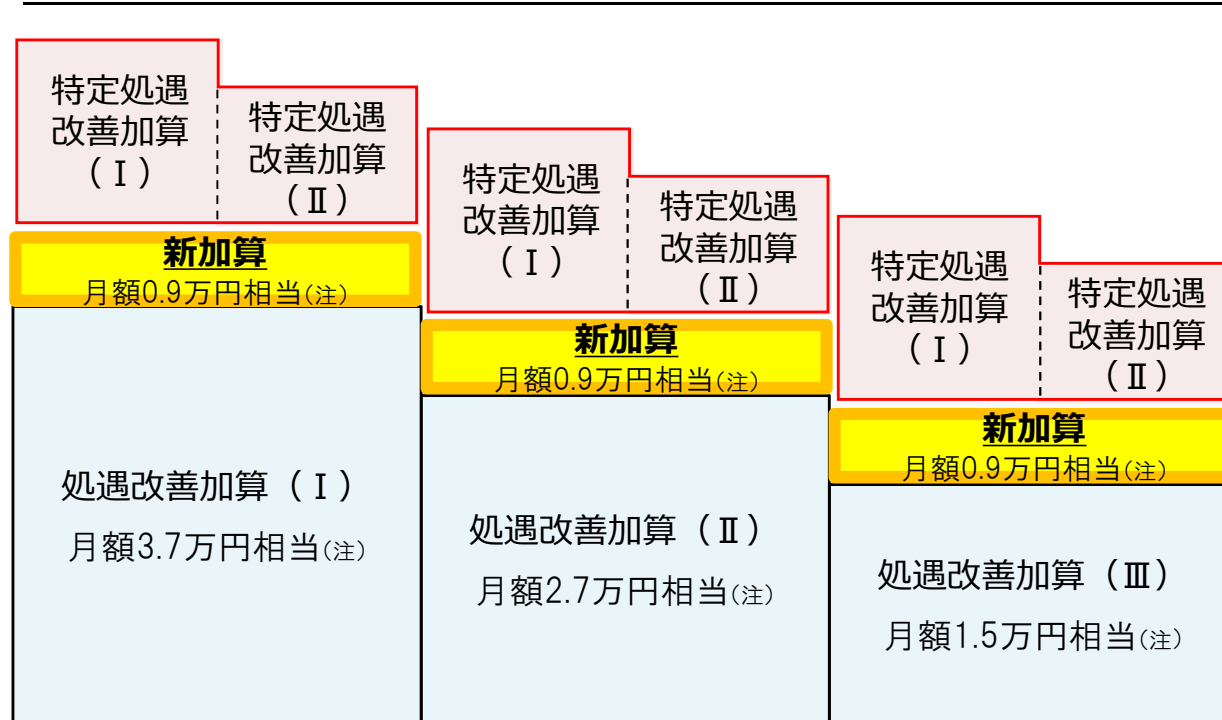 特定処遇
改善加算
（Ⅰ）
特定処遇
改善加算
（Ⅱ）
新加算
月額0.9万円相当(注)
処遇改善加算（Ⅰ）
月額3.7万円相当(注)
特定処遇
改善加算
（Ⅰ）
特定処遇
改善加算
（Ⅱ）
新加算
月額0.9万円相当(注)
処遇改善加算（Ⅱ）
月額2.7万円相当(注)
特定処遇
改善加算
（Ⅰ）
特定処遇
改善加算
（Ⅱ）
新加算
月額0.9万円相当(注)
処遇改善加算（Ⅲ）
月額1.5万円相当(注)